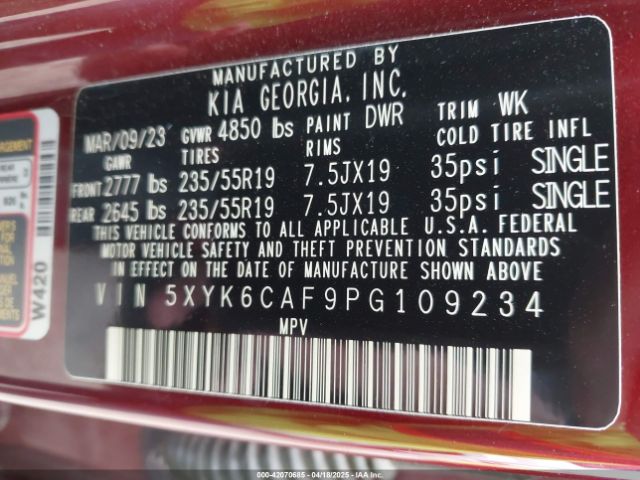 MANUFACTURED BY
KIA GEORGIA, INC.
MAR/09/23 GVWR 4850 lbs PAINT DWR TRIM WK
GAWR TIRES RIMS COLD TIRE INFL
FRONT 2777 lbs 235/55R19 7.5JX19 35psi SINGLE
REAR 2645 lbs 235/55R19 7.5JX19 35psi SINGLE
THIS VEHICLE CONFORMS TO ALL APPLICABLE U.S.A. FEDERAL
MOTOR VEHICLE SAFETY AND THEFT PREVENTION STANDARDS
IN EFFECT ON THE DATE OF MANUFACTURE SHOWN ABOVE
VIN 5XYK6CAF9PG109234
MPV
W420
000-42070685 - 04/18/2025 - IAAI.com